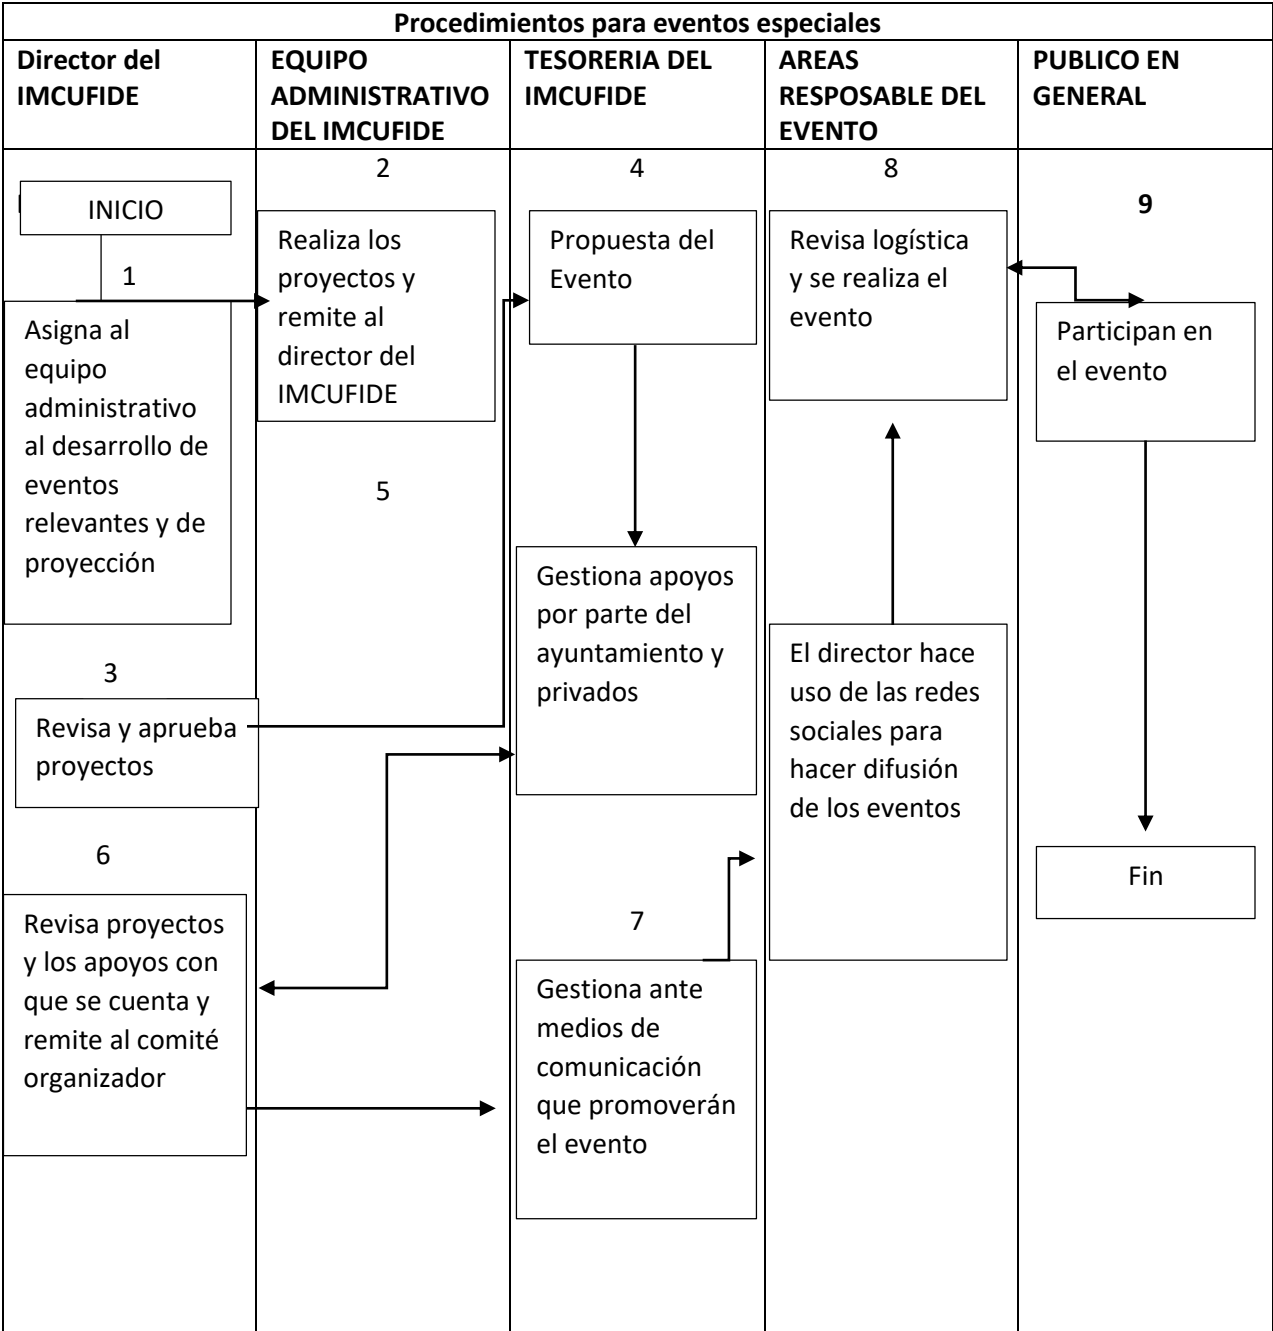 Procedimientos para eventos especiales
Director del
IMCUFIDE
EQUIPO
ADMINISTRATIVO
DEL IMCUFIDE
TESORERIA DEL
IMCUFIDE
AREAS
RESPOSABLE DEL
EVENTO
PUBLICO EN
GENERAL
INICIO
1
Asigna al
equipo
administrativo
al desarrollo de
eventos
relevantes y de
proyección
3
Revisa y aprueba
proyectos
6
Revisa proyectos
y los apoyos con
que se cuenta y
remite al comité
organizador
2
Realiza los
proyectos y
remite al
director del
IMCUFIDE
5
4
Propuesta del
Evento
Gestiona apoyos
por parte del
ayuntamiento y
privados
7
Gestiona ante
medios de
comunicación
que promoverán
el evento
8
Revisa logística
y se realiza el
evento
El director hace
uso de las redes
sociales para
hacer difusión
de los eventos
9
Participan en
el evento
Fin